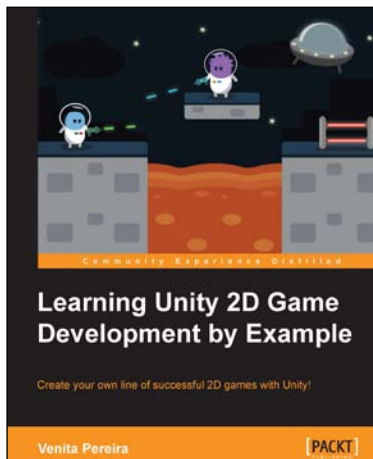 Community Experience Distilled
Learning Unity 2D Game
Development by Example
Create your own line of successful 2D games with Unity!
Venita Pereira
[PACKT]
PUBLISHING